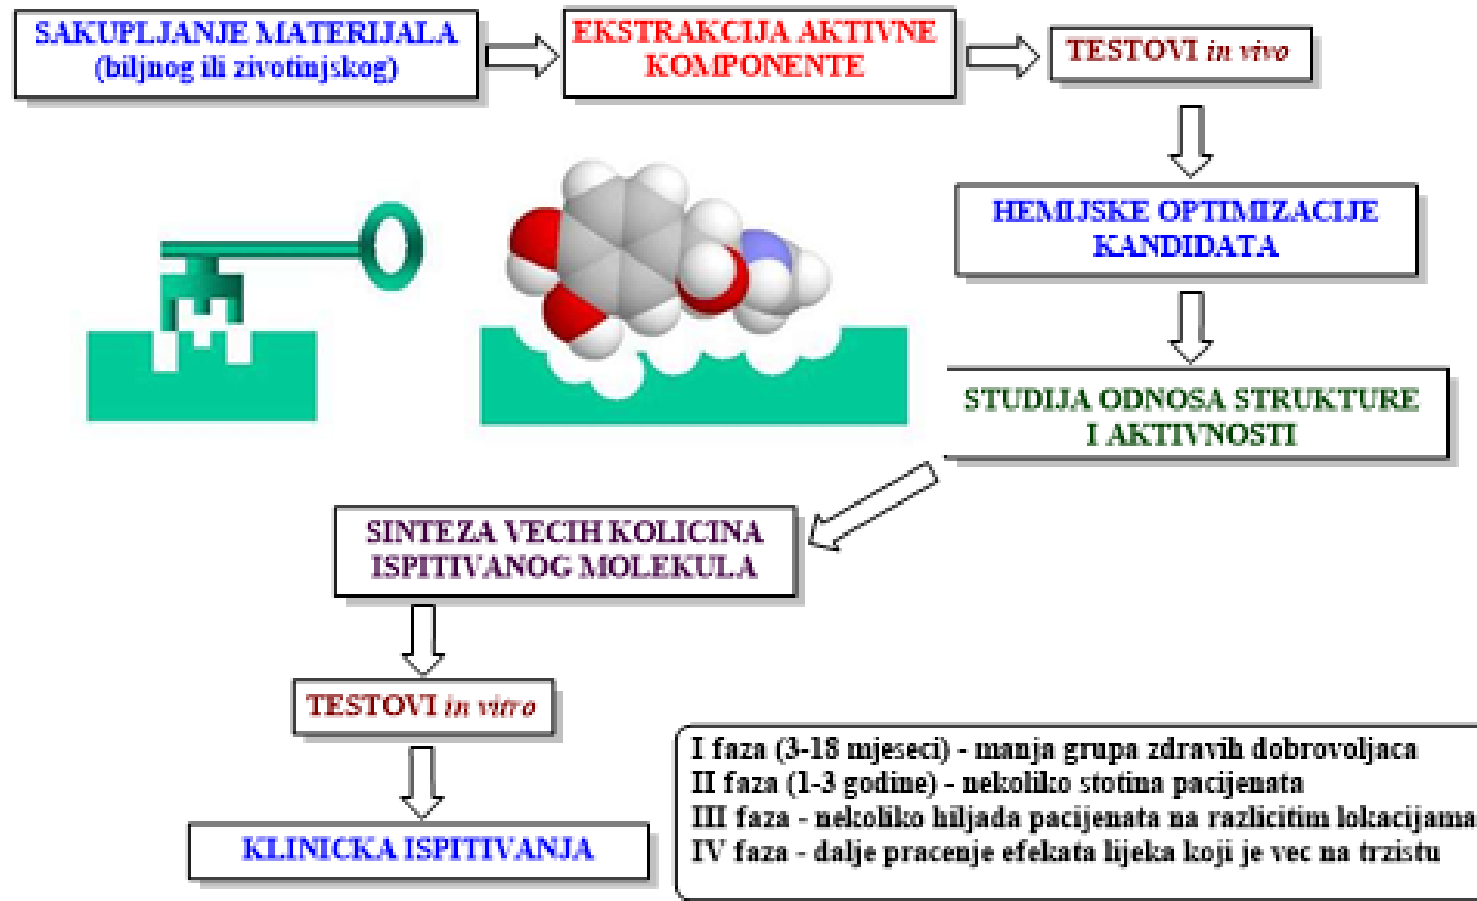 SAKUPLJANJE MATERIJALA
(biljnog ili zivotinjskog)
EKSTRAKCIJA AKTIVNE
KOMPONENTE
TESTOVI in vivo
HEMIJSKE OPTIMIZACIJE
KANDIDATA
STUDIJA ODNOSA STRUKTURE
I AKTIVNOSTI
SINTEZA VECIH KOLICINA
ISPITIVANOG MOLEKULA
TESTOVI in vitro
KLINICKA ISPITIVANJA
I faza (3-18 mjeseci) - manja grupa zdravih dobrovoljaca
II faza (1-3 godine) - nekoliko stotina pacijenata
III faza - nekoliko hiljada pacijenata na razlicitim lokacijama
IV faza - dalje pracenje efekata lijeka koji je vec na trzistu